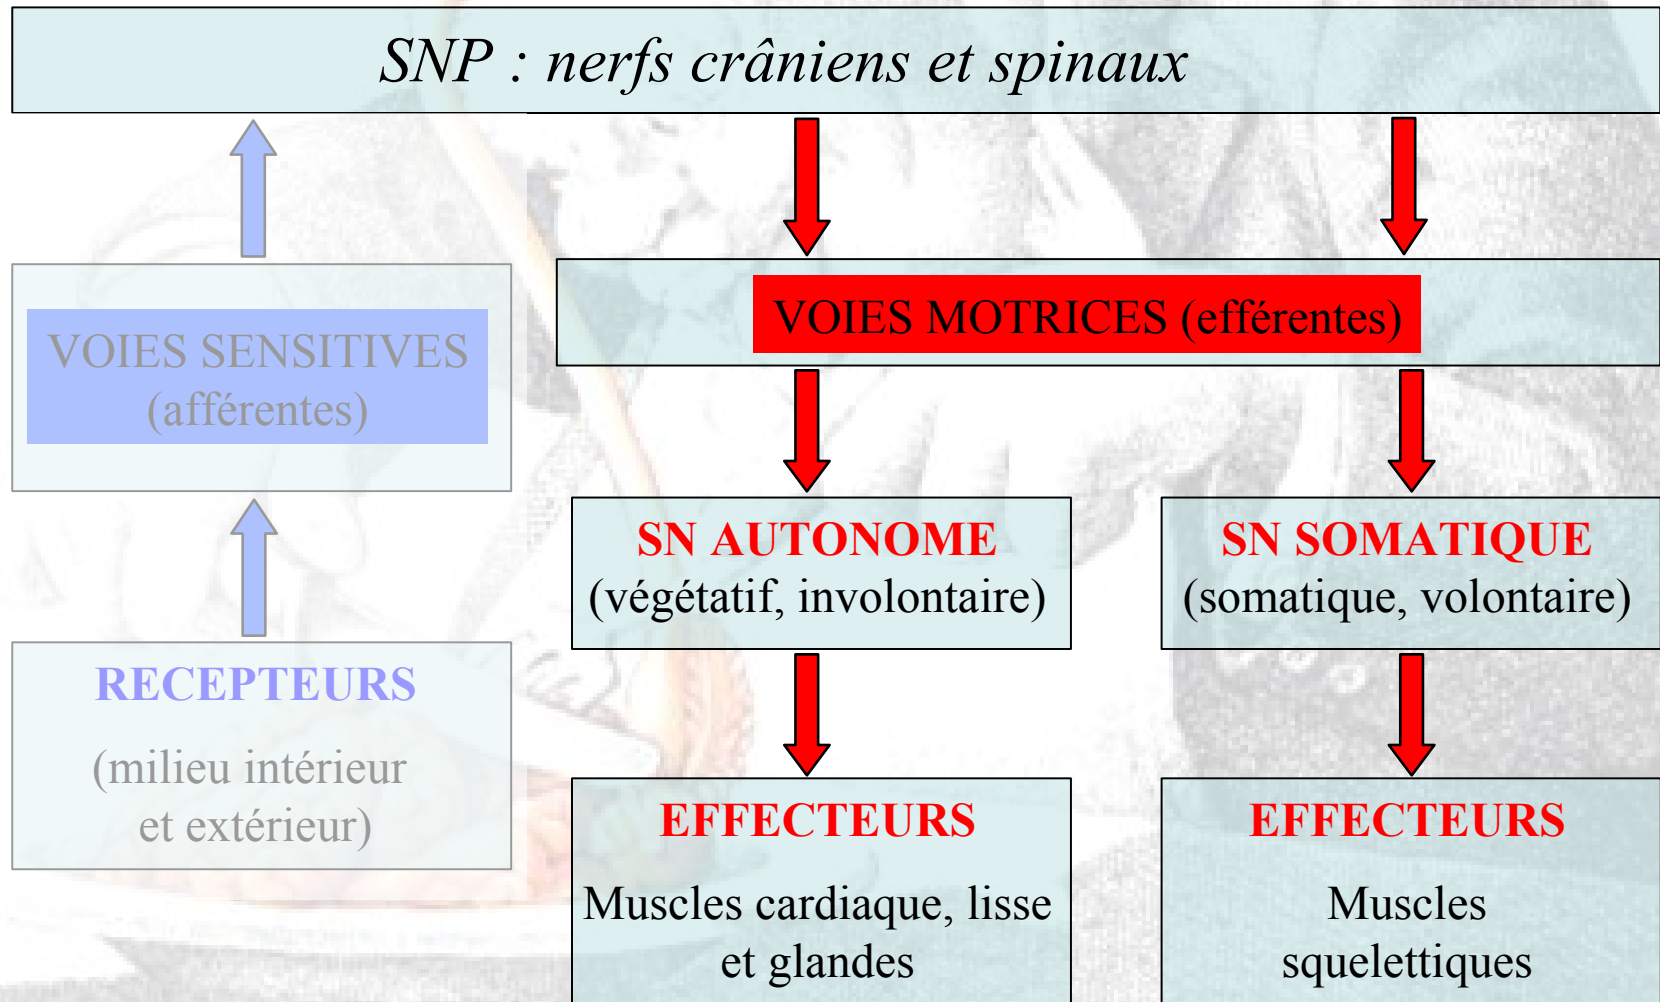 SNP : nerfs crâniens et spinaux
VOIES SENSITIVES
(afférentes)
RECEPTEURS
(milieu intérieur
et extérieur)
VOIES MOTRICES (efférentes)
SN AUTONOME
(végétatif, involontaire)
EFFECTEURS
Muscles cardiaque, lisse
et glandes
SN SOMATIQUE
(somatique, volontaire)
EFFECTEURS
Muscles
squelettiques